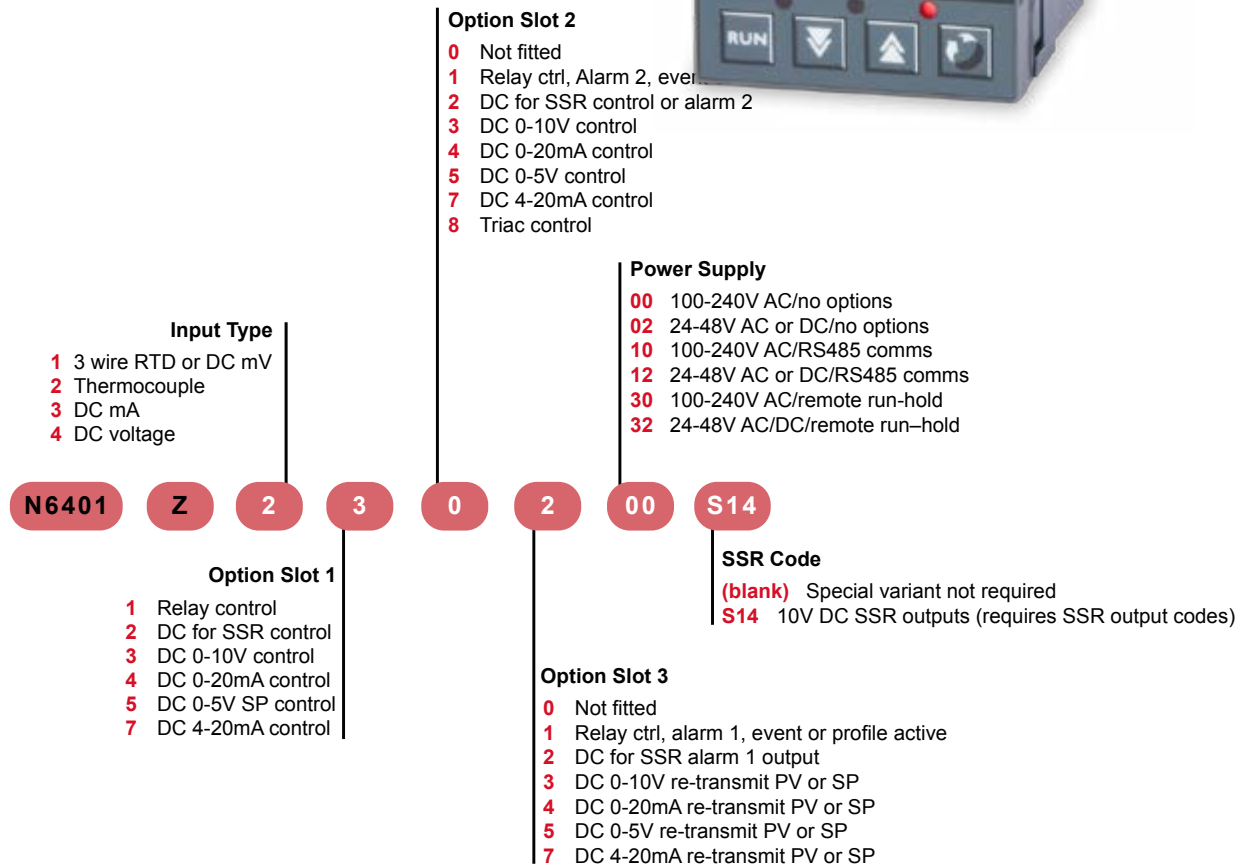 Option Slot 2
0 Not fitted
1 Relay ctrl, Alarm 2,
2 DC for SSR control or alarm 2
3 DC 0-10V control
4 DC 0-20mA control
5 DC 0-5V control
7 DC 4-20mA control
8 Triac control
RUN
Power Supply
00 100-240V AC/no options
02 24-48V AC or DC/no options
10 100-240V AC/RS485 comms
12 24-48V AC or DC/RS485 comms
30 100-240V AC/remote run-hold
32 24-48V AC/DC/remote run–hold
Input Type
1 3 wire RTD or DC mV
2 Thermocouple
3 DC mA
4 DC voltage
N6401 Z 2 3 0 2 00 S14
Option Slot 1
1 Relay control
2 DC for SSR control
3 DC 0-10V control
4 DC 0-20mA control
5 DC 0-5V SP control
7 DC 4-20mA control
SSR Code
(blank) Special variant not required
S14 10V DC SSR outputs (requires SSR output codes)
Option Slot 3
0 Not fitted
1 Relay ctrl, alarm 1, event or profile active
2 DC for SSR alarm 1 output
3 DC 0-10V re-transmit PV or SP
4 DC 0-20mA re-transmit PV or SP
5 DC 0-5V re-transmit PV or SP
7 DC 4-20mA re-transmit PV or SP